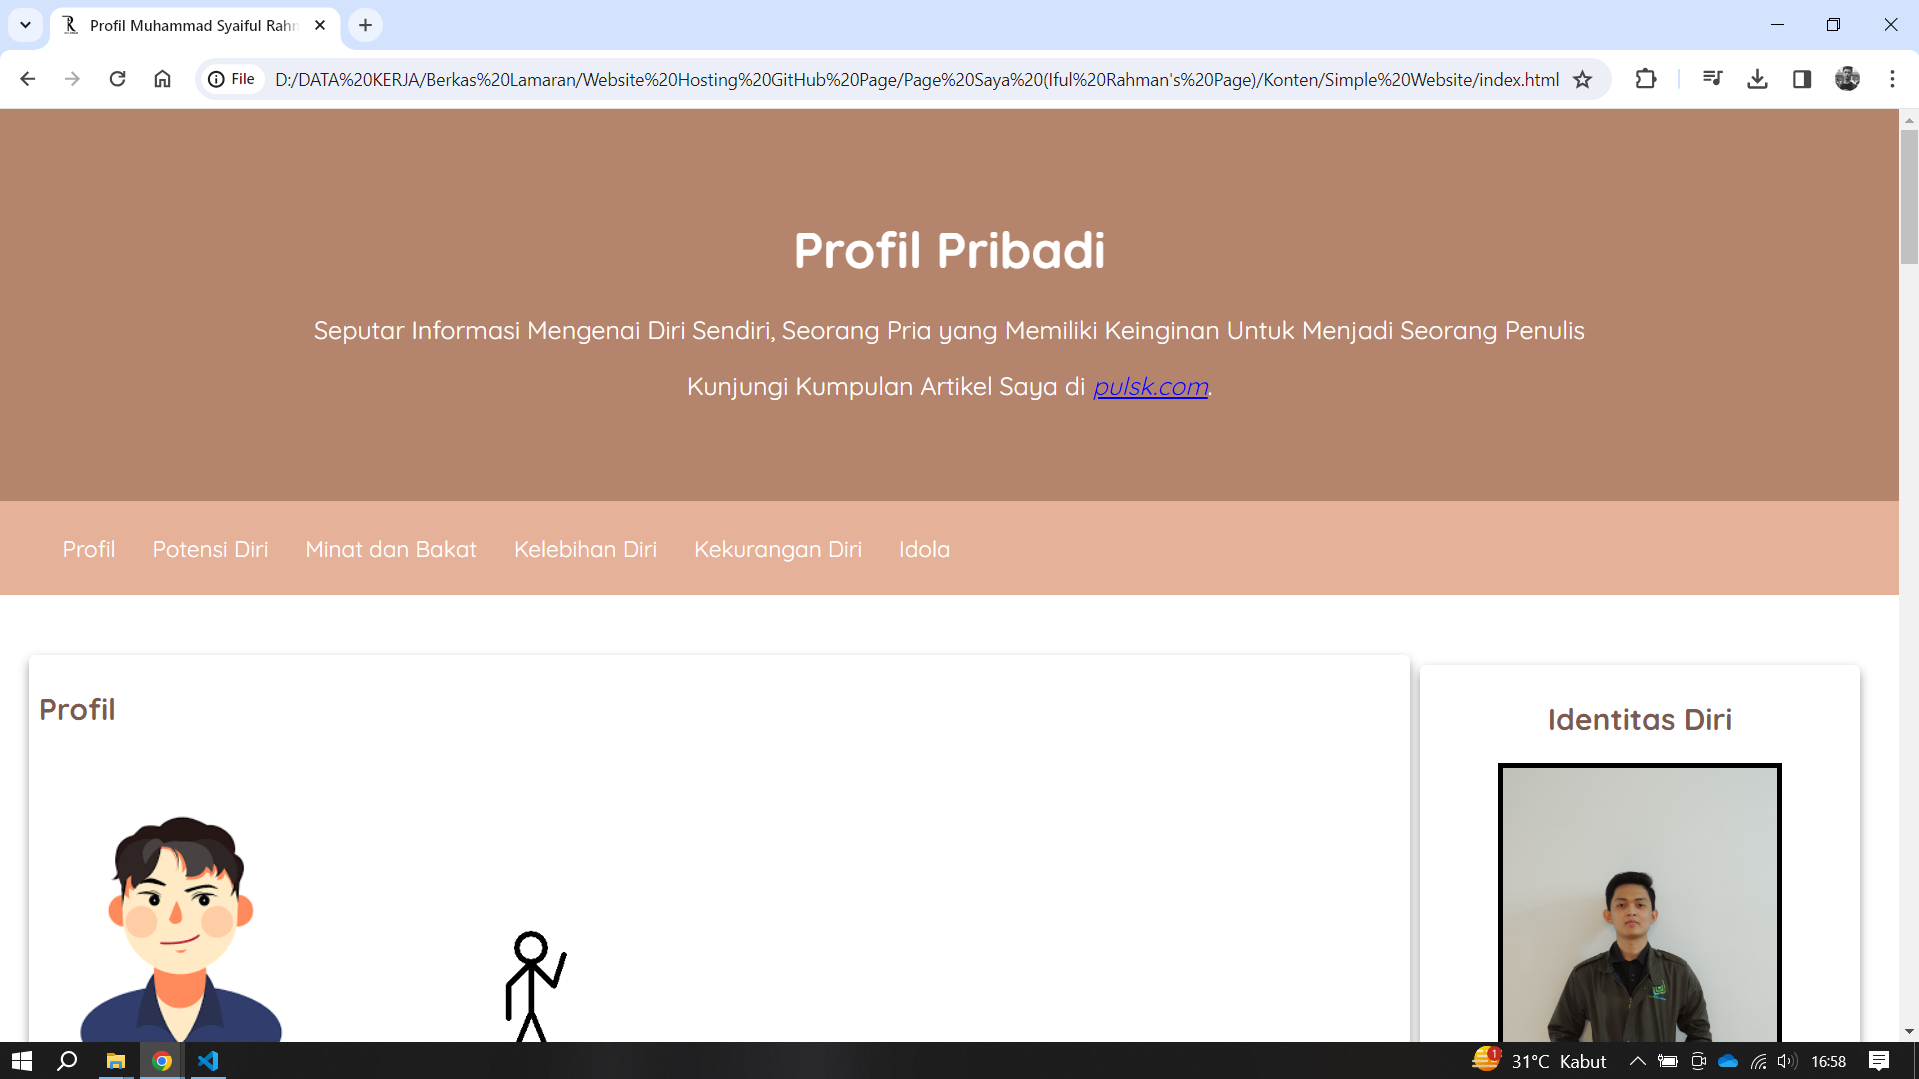 Profil Muhammad Syaiful Rahm
File
D:/DATA%20KERJA/Berkas%20Lamaran/Website%20Hosting%20GitHub%20Page/Page%20Saya%20(Iful%20Rahman's%20Page)/Konten/Simple%20Website/index.html
Profil Pribadi
Seputar Informasi Mengenai Diri Sendiri, Seorang Pria yang Memiliki Keinginan Untuk Menjadi Seorang Penulis
Kunjungi Kumpulan Artikel Saya di pulsk.com.
Profil Potensi Diri Minat dan Bakat Kelebihan Diri Kekurangan Diri Idola
Profil
Identitas Diri
1 31°C Kabut 16:58